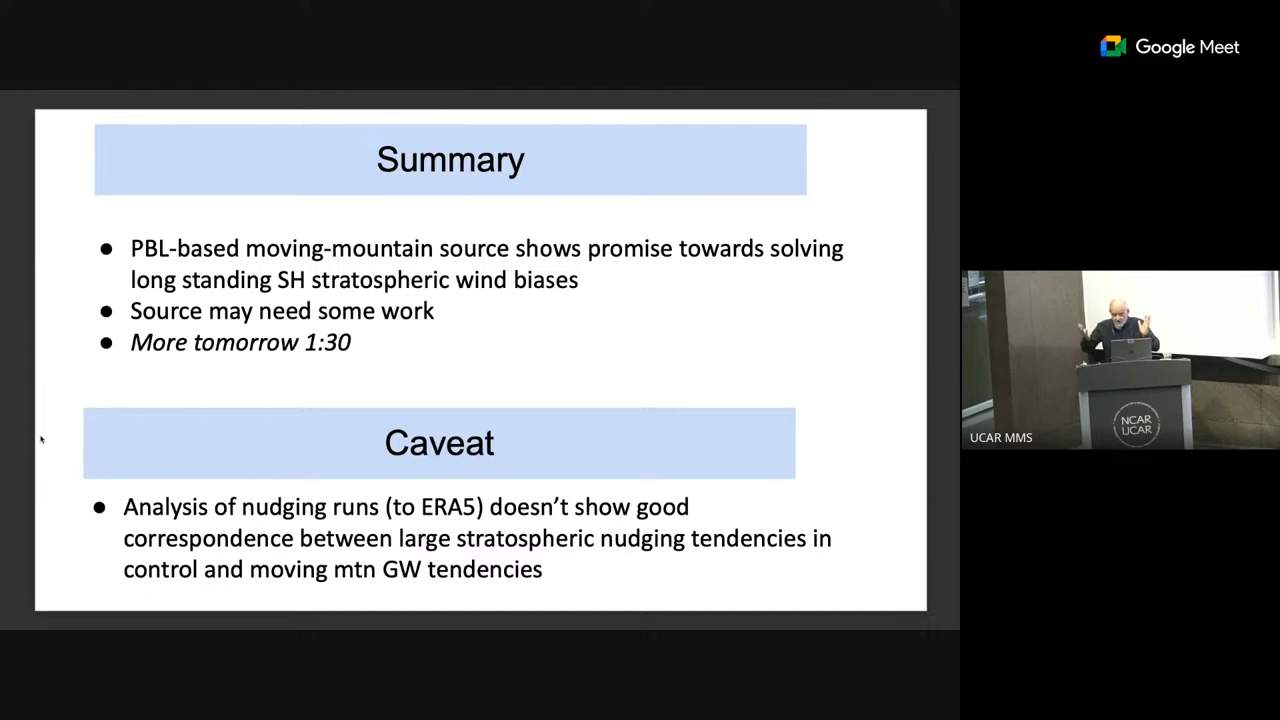 Google Meet
Summary
● PBL-based moving-mountain source shows promise towards solving
long standing SH stratospheric wind biases
● Source may need some work
● More tomorrow 1:30
Caveat
● Analysis of nudging runs (to ERA5) doesn’t show good
correspondence between large stratospheric nudging tendencies in
control and moving mtn GW tendencies
NCAR
UCAR
UCAR MMS